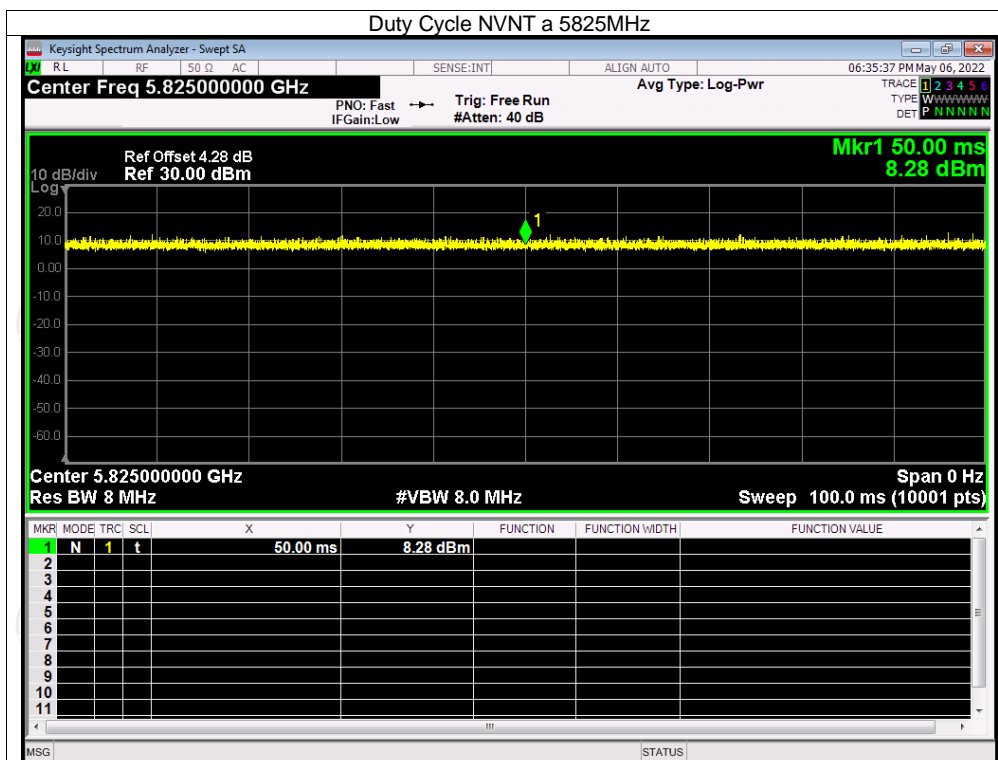 Duty Cycle NVNT a 5825MHz
Keysight Spectrum Analyzer - Swept SA
LXI RL RF 50 Ω AC SENSE:INT ALIGN AUTO 06:35:37 PM May 06, 2022
Center Freq 5.825000000 GHz Avg Type: Log-Pwr TRACE 1 2 3 4 5 6
PNO: Fast Trig: Free Run TYPE WWWWWW
IFGain:Low #Atten: 40 dB DET P N N N N N
Mkr1 50.00 ms
8.28 dBm
Ref Offset 4.28 dB
10 dB/div Ref 30.00 dBm
Log
20.0
1
10.0
0.00
-10.0
-20.0
-30.0
-40.0
-50.0
-60.0
Center 5.825000000 GHz Span 0 Hz
Res BW 8 MHz #VBW 8.0 MHz Sweep 100.0 ms (10001 pts)
MKR MODE TRC SCL X Y FUNCTION FUNCTION WIDTH FUNCTION VALUE
1 N 1 t 50.00 ms 8.28 dBm
2
3
4
5
6
7
8
9
10
11
MSG STATUS